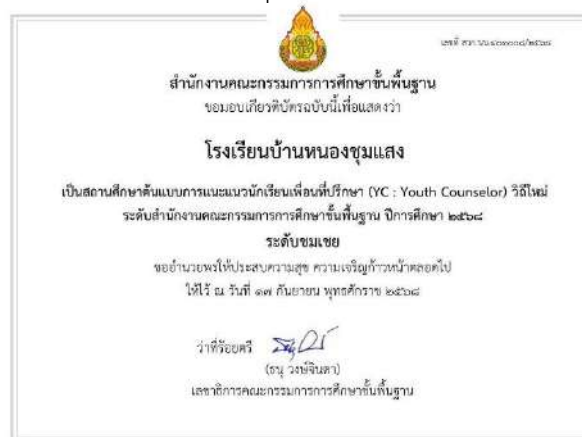 สำนักงานคณะกรรมการการศึกษาขั้นพื้นฐาน
ขอมอบเกียรติบัตรฉบับนี้เพื่อแสดงว่า
โรงเรียนบ้านหนองชุมแสง
เป็นสถานศึกษาต้นแบบการแนะแนวนักเรียนเพื่อนที่ปรึกษา (YC : Youth Counselor) วิถีใหม่
ระดับสำนักงานคณะกรรมการการศึกษาขั้นพื้นฐาน ปีการศึกษา ๒๕๖๘
ระดับชมเชย
ขออำนวยพรให้ประสบความสุข ความเจริญก้าวหน้าตลอดไป
ให้ไว้ ณ วันที่ ๑๗ กันยายน พุทธศักราช ๒๕๖๘
ว่าที่ร้อยตรี
(ธนุ วงษ์จินดา)
เลขาธิการคณะกรรมการการศึกษาขั้นพื้นฐาน